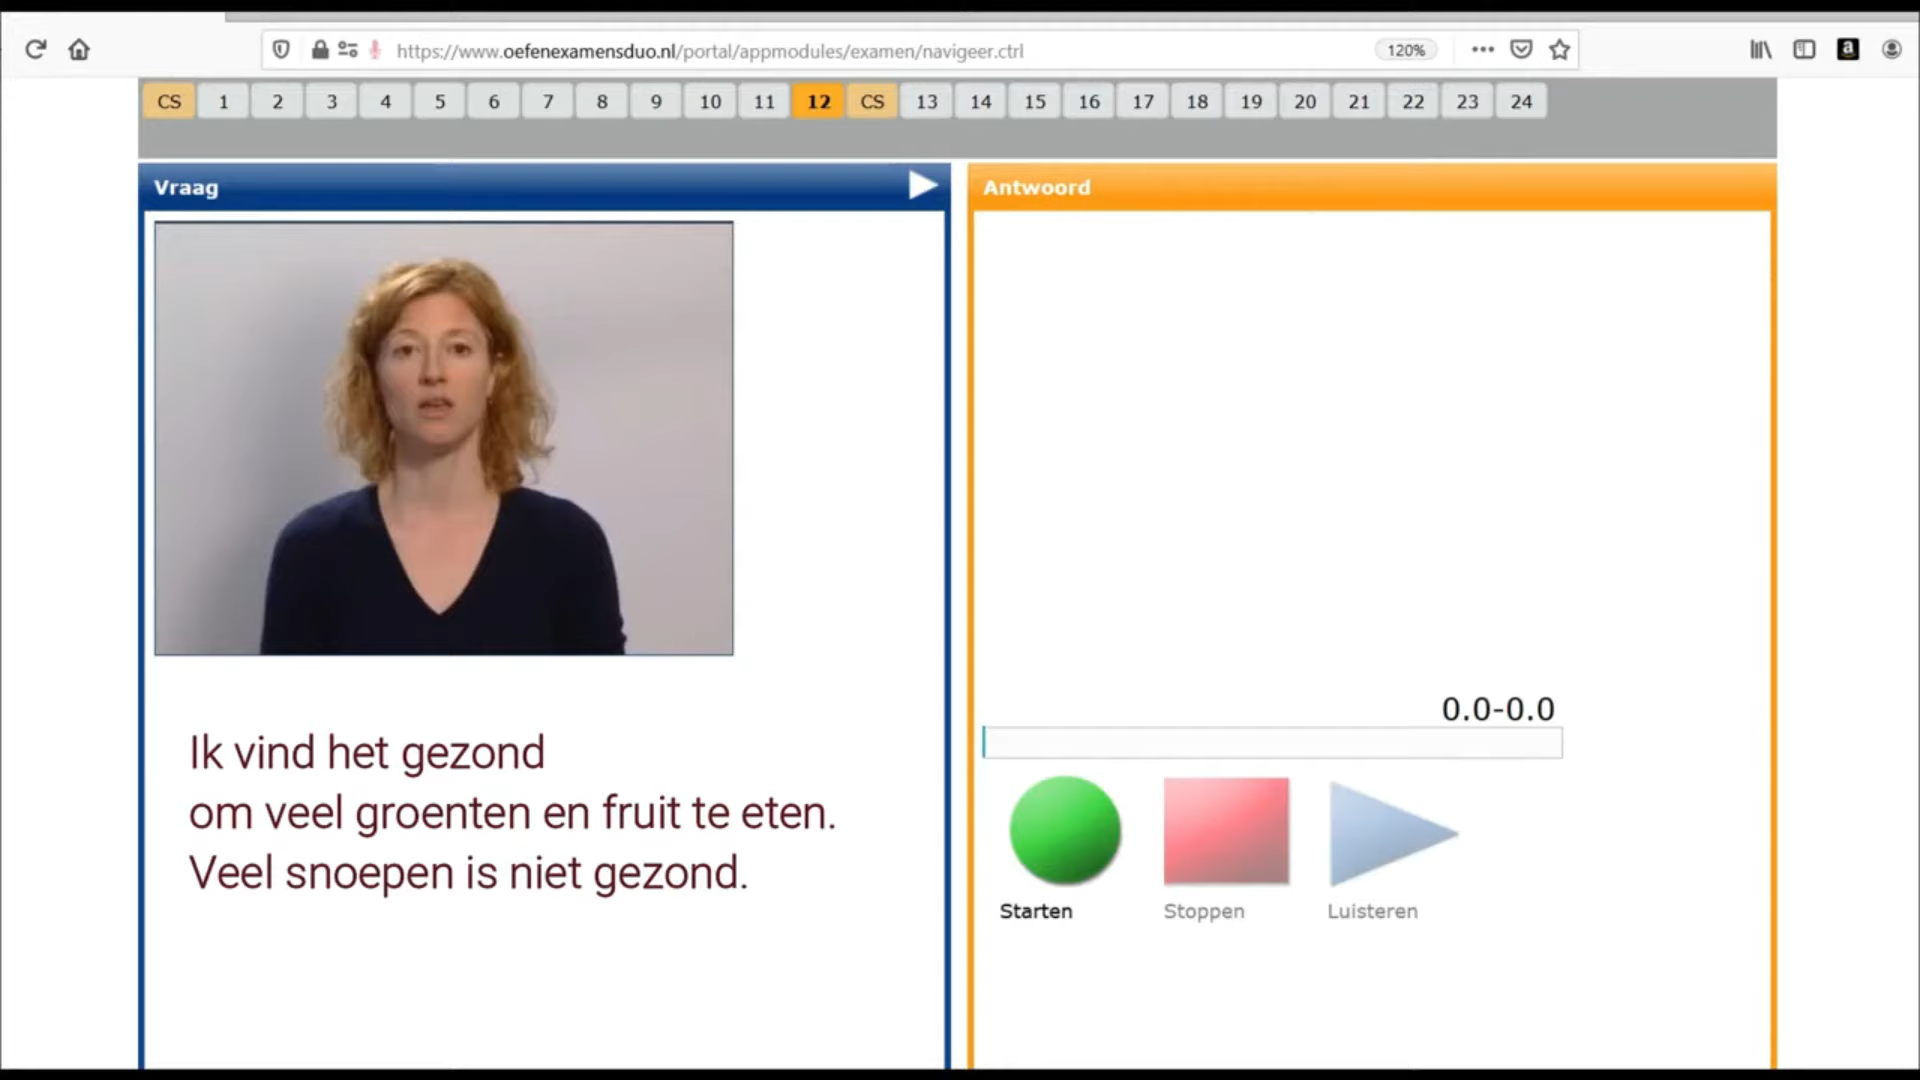 https://www.oefenexamensduo.nl/portal/appmodules/examen/navigeer.ctrl
120%
CS 1 2 3 4 5 6 7 8 9 10 11 12 CS 13 14 15 16 17 18 19 20 21 22 23 24
Vraag
Antwoord
Ik vind het gezond
om veel groenten en fruit te eten.
Veel snoepen is niet gezond.
0.0-0.0
Starten
Stoppen
Luisteren